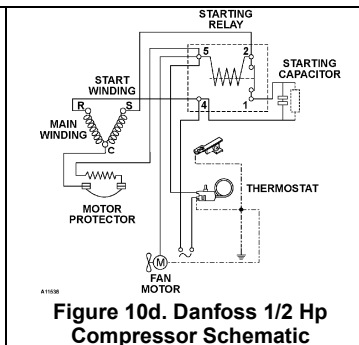 STARTING
RELAY
5 2
STARTING
CAPACITOR
START
WINDING
R S
4 1
MAIN
WINDING
C
THERMOSTAT
MOTOR
PROTECTOR
M
FAN
MOTOR
A11536
Figure 10d. Danfoss 1/2 Hp
Compressor Schematic